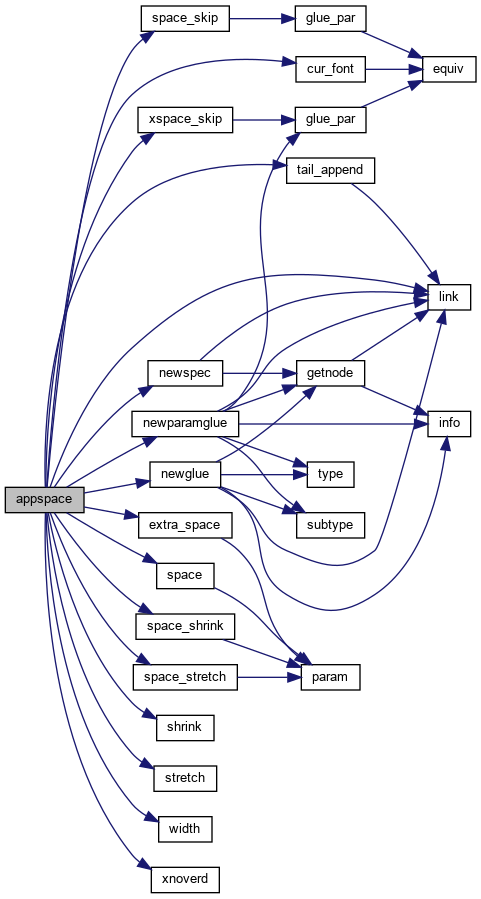 space_skip
glue_par
cur_font
equiv
xspace_skip
glue_par
tail_append
link
newspec
getnode
newparamglue
info
newglue
type
appspace
extra_space
subtype
space
space_shrink
space_stretch
param
shrink
stretch
width
xnoverd